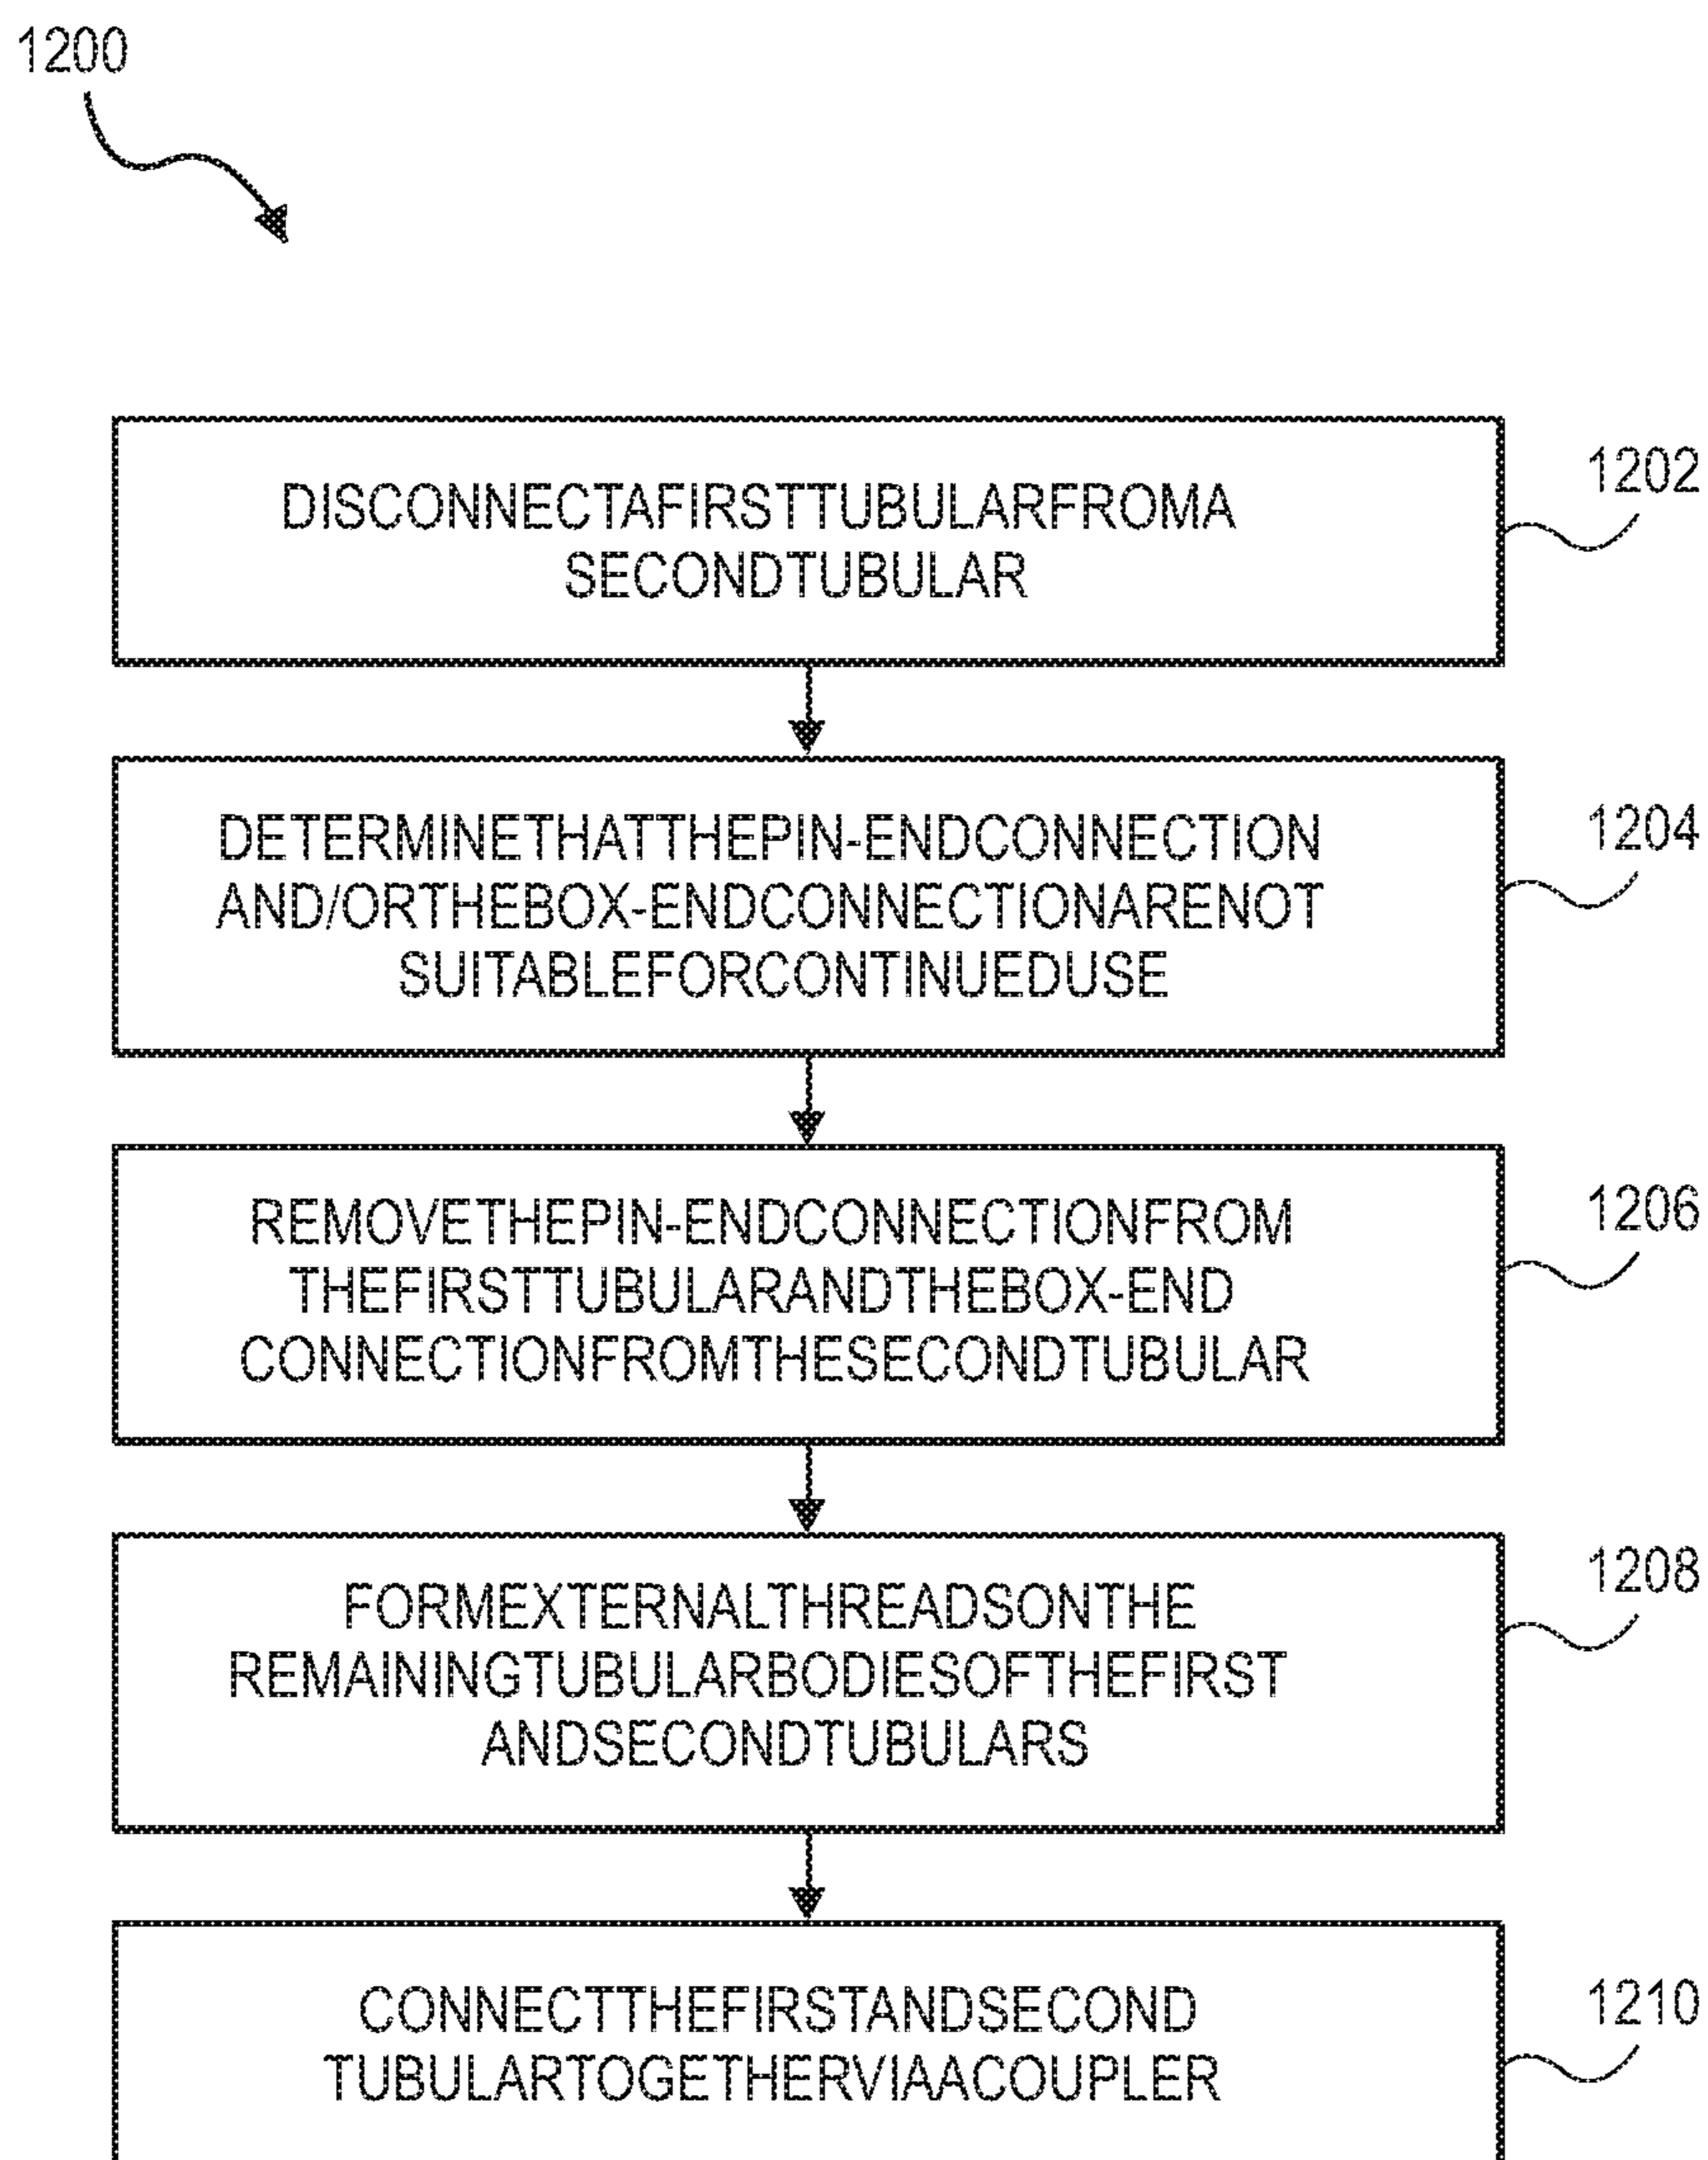 1200
DISCONNECTAFIRSTTUBULARFROMA
SECONDTUBULAR
1202
DETERMINETHATTHEPIN-ENDCONNECTION
AND/ORTHEBOX-ENDCONNECTIONARENOT
SUITABLEFORCONTINUEDUSE
1204
REMOVETHEPIN-ENDCONNECTIONFROM
THEFIRSTTUBULARANDTHEBOX-END
CONNECTIONFROMTHESECONDTUBULAR
1206
FORMEXTERNALTHREADSONTHE
REMAININGTUBULARBODIESOFTHEFIRST
ANDSECONDTUBULARS
1208
CONNECTTHEFIRSTANDSECOND
TUBULARTOGETHERVIAACOUPLER
1210